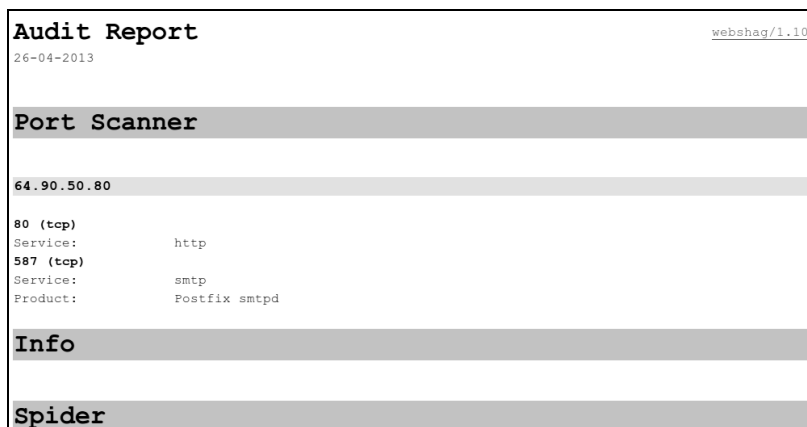 Audit Report
webshag/1.10
26-04-2013
Port Scanner
64.90.50.80
80 (tcp)
Service: http
587 (tcp)
Service: smtp
Product: Postfix smtpd
Info
Spider